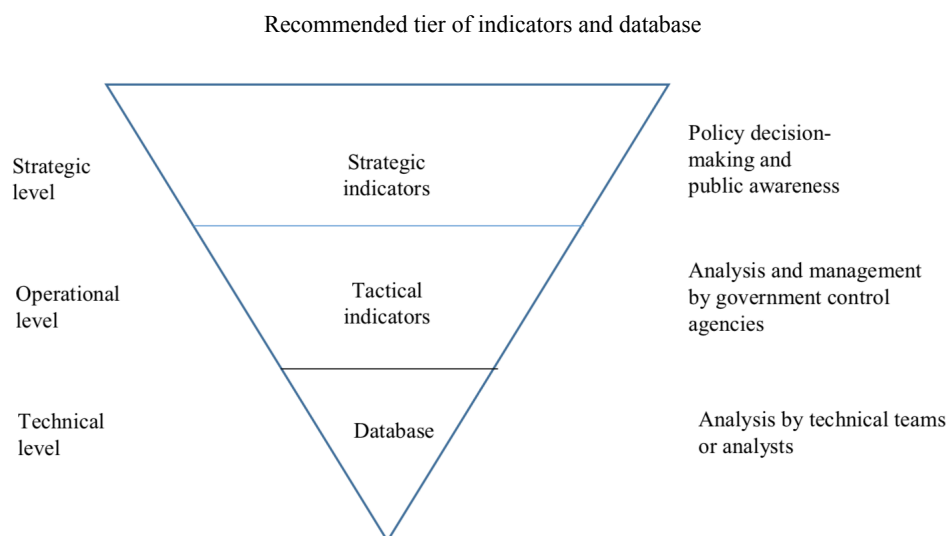 Recommended tier of indicators and database
Strategic
level
Strategic
indicators
Policy decision-
making and
public awareness
Operational
level
Tactical
indicators
Analysis and management
by government control
agencies
Technical
level
Database
Analysis by technical teams
or analysts